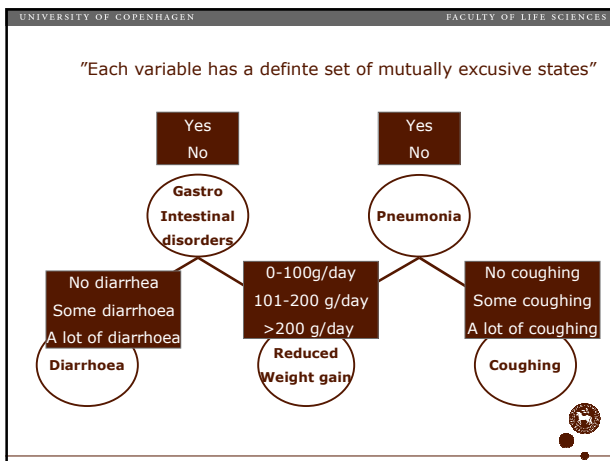 UNIVERSITY OF COPENHAGEN
FACULTY OF LIFE SCIENCES
”Each variable has a definte set of mutually excusive states”
Yes
No
Yes
No
Gastro
Intestinal
disorders
Pneumonia
No diarrhea
Some diarrhoea
A lot of diarrhoea
0-100g/day
101-200 g/day
>200 g/day
No coughing
Some coughing
A lot of coughing
Diarrhoea
Reduced
Weight gain
Coughing